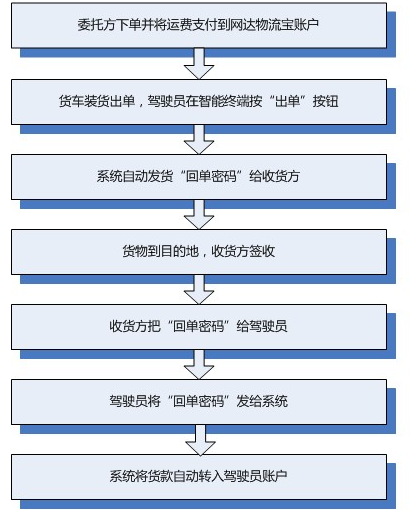 委托方下单并将运费支付到网达物流宝账户
货车装货出单，驾驶员在智能终端按“出单”按钮
系统自动发货“回单密码”给收货方
货物到目的地，收货方签收
收货方把“回单密码”给驾驶员
驾驶员将“回单密码”发给系统
系统将货款自动转入驾驶员账户